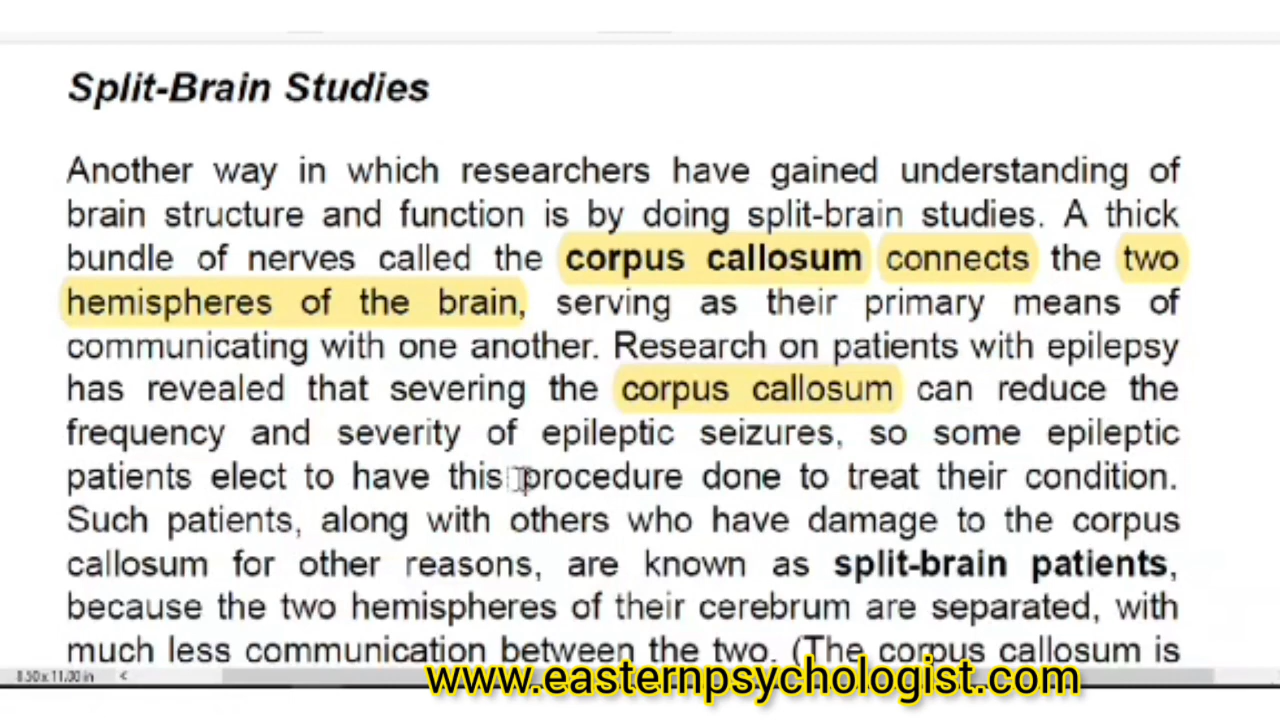 Split-Brain Studies
Another way in which researchers have gained understanding of
brain structure and function is by doing split-brain studies. A thick
bundle of nerves called the corpus callosum connects the two
hemispheres of the brain, serving as their primary means of
communicating with one another. Research on patients with epilepsy
has revealed that severing the corpus callosum can reduce the
frequency and severity of epileptic seizures, so some epileptic
patients elect to have this procedure done to treat their condition.
Such patients, along with others who have damage to the corpus
callosum for other reasons, are known as split-brain patients,
because the two hemispheres of their cerebrum are separated, with
much less communication between the two. (The corpus callosum is
8.50 x 11.00 in <
www.easternpsychologist.com